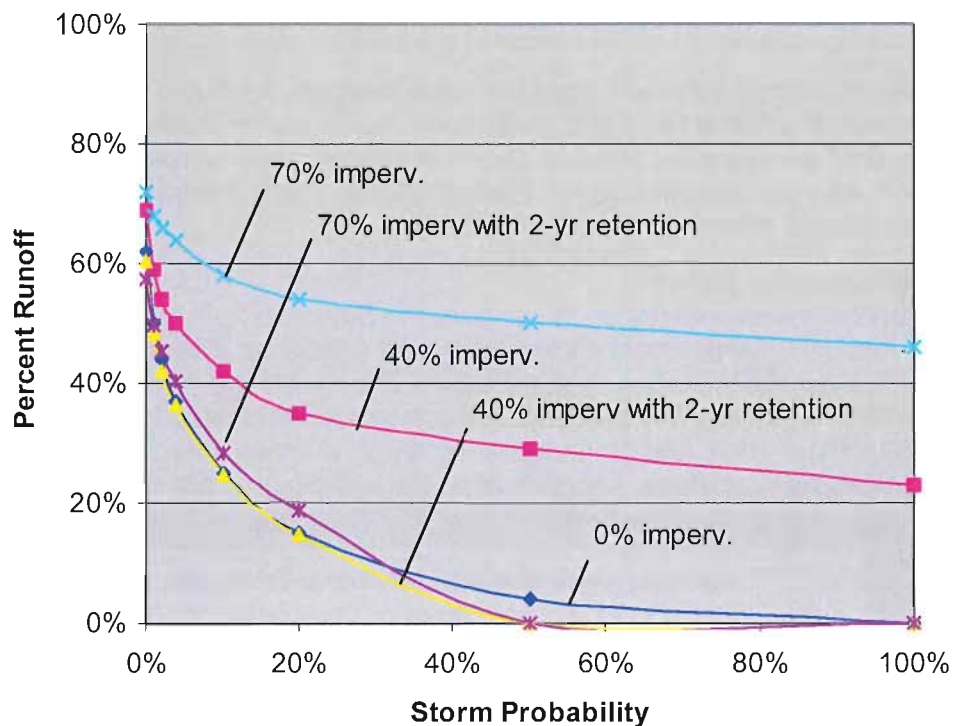 100%
80%
60%
40%
20%
0%
Percent Runoff
70% imperv.
70% imperv with 2-yr retention
40% imperv.
40% imperv with 2-yr retention
0% imperv.
0%
20%
40%
60%
80%
100%
Storm Probability